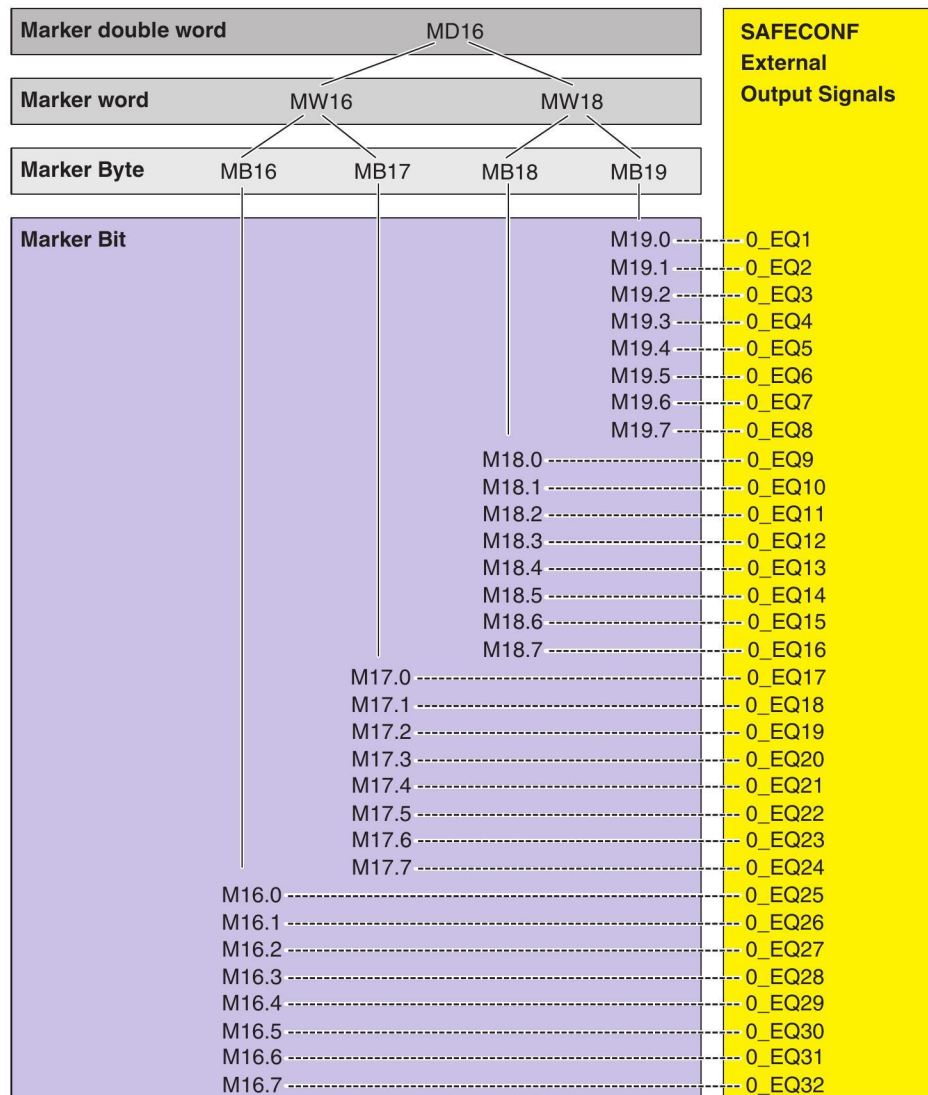 Marker double word MD16
SAFECONF
External
Output Signals
Marker word MW16 MW18
Marker Byte MB16 MB17 MB18 MB19
Marker Bit
M19.0 0_EQ1
M19.1 0_EQ2
M19.2 0_EQ3
M19.3 0_EQ4
M19.4 0_EQ5
M19.5 0_EQ6
M19.6 0_EQ7
M19.7 0_EQ8
M18.0 0_EQ9
M18.1 0_EQ10
M18.2 0_EQ11
M18.3 0_EQ12
M18.4 0_EQ13
M18.5 0_EQ14
M18.6 0_EQ15
M18.7 0_EQ16
M17.0 0_EQ17
M17.1 0_EQ18
M17.2 0_EQ19
M17.3 0_EQ20
M17.4 0_EQ21
M17.5 0_EQ22
M17.6 0_EQ23
M17.7 0_EQ24
M16.0 0_EQ25
M16.1 0_EQ26
M16.2 0_EQ27
M16.3 0_EQ28
M16.4 0_EQ29
M16.5 0_EQ30
M16.6 0_EQ31
M16.7 0_EQ32